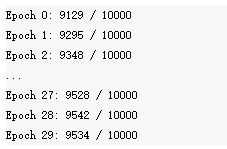 Epoch 0: 9129 / 10000
Epoch 1: 9295 / 10000
Epoch 2: 9348 / 10000
...
Epoch 27: 9528 / 10000
Epoch 28: 9542 / 10000
Epoch 29: 9534 / 10000